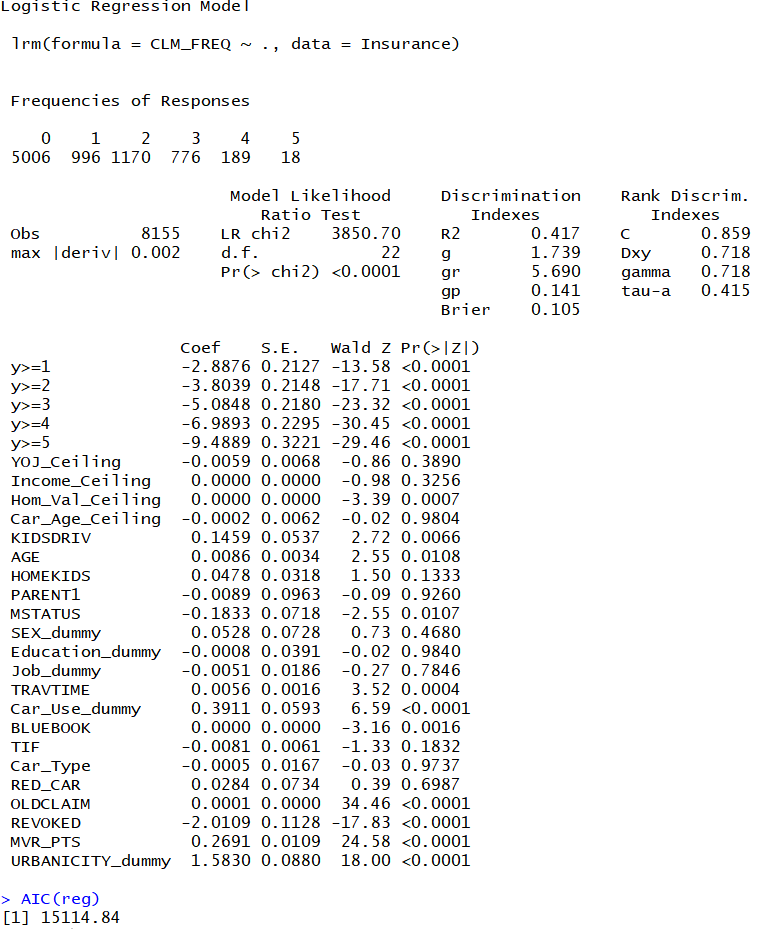 Logistic Regression Model
lrm(formula = CLM_FREQ ~ ., data = Insurance)
Frequencies of Responses
0 1 2 3 4 5
5006 996 1170 776 189 18
Model Likelihood Discrimination Rank Discrim.
Ratio Test Indexes Indexes
Obs 8155 LR chi2 3850.70 R2 0.417 C 0.859
max |deriv| 0.002 d.f. 22 g 1.739 Dxy 0.718
Pr(> chi2) <0.0001 gr 5.690 gamma 0.718
gp 0.141 tau-a 0.415
Brier 0.105
Coef S.E. Wald Z Pr(>|Z|)
y>=1 -2.8876 0.2127 -13.58 <0.0001
y>=2 -3.8039 0.2148 -17.71 <0.0001
y>=3 -5.0848 0.2180 -23.32 <0.0001
y>=4 -6.9893 0.2295 -30.45 <0.0001
y>=5 -9.4889 0.3221 -29.46 <0.0001
YOJ_Ceiling -0.0059 0.0068 -0.86 0.3890
Income_Ceiling 0.0000 0.0000 -0.98 0.3256
Hom_Val_Ceiling 0.0000 0.0000 -3.39 0.0007
Car_Age_Ceiling -0.0002 0.0062 -0.02 0.9804
KIDSDRIV 0.1459 0.0537 2.72 0.0066
AGE 0.0086 0.0034 2.55 0.0108
HOMEKIDS 0.0478 0.0318 1.50 0.1333
PARENT1 -0.0089 0.0963 -0.09 0.9260
MSTATUS -0.1833 0.0718 -2.55 0.0107
SEX_dummy 0.0528 0.0728 0.73 0.4680
Education_dummy -0.0008 0.0391 -0.02 0.9840
Job_dummy -0.0051 0.0186 -0.27 0.7846
TRAVTIME 0.0056 0.0016 3.52 0.0004
Car_Use_dummy 0.3911 0.0593 6.59 <0.0001
BLUEBOOK 0.0000 0.0000 -3.16 0.0016
TIF -0.0081 0.0061 -1.33 0.1832
Car_Type -0.0005 0.0167 -0.03 0.9737
RED_CAR 0.0284 0.0734 0.39 0.6987
OLDCLAIM 0.0001 0.0000 34.46 <0.0001
REVOKED -2.0109 0.1128 -17.83 <0.0001
MVR_PTS 0.2691 0.0109 24.58 <0.0001
URBANICITY_dummy 1.5830 0.0880 18.00 <0.0001
> AIC(reg)
[1] 15114.84